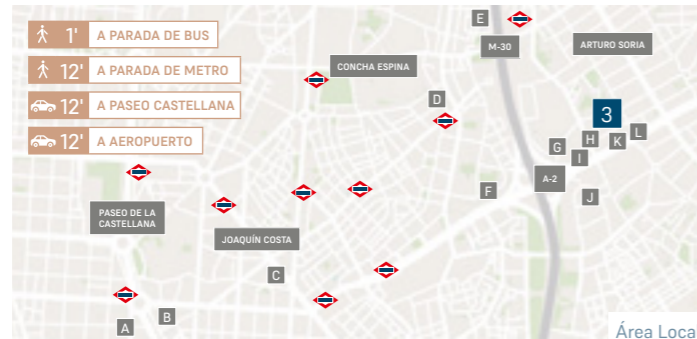 1' A PARADA DE BUS
12' A PARADA DE METRO
12' A PASEO CASTELLANA
12' A AEROPUERTO
E
M-30
ARTURO SORIA
CONCHA ESPINA
D
3
H
K
L
G
I
A-2
F
J
PASEO DE LA
CASTELLANA
JOAQUÍN COSTA
C
B
A
Área Loca